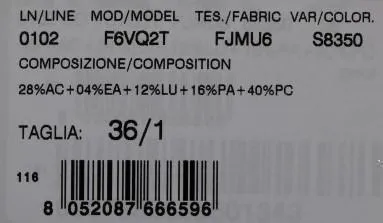 LN/LINE MOD/MODEL TES./FABRIC VAR/COLOR.
0102 F6VQ2T FJMU6 S8350
COMPOSIZIONE/COMPOSITION
28%AC+04%EA+12%LU+16%PA+40%PC
TAGLIA: 36/1
116
8 052087 666596